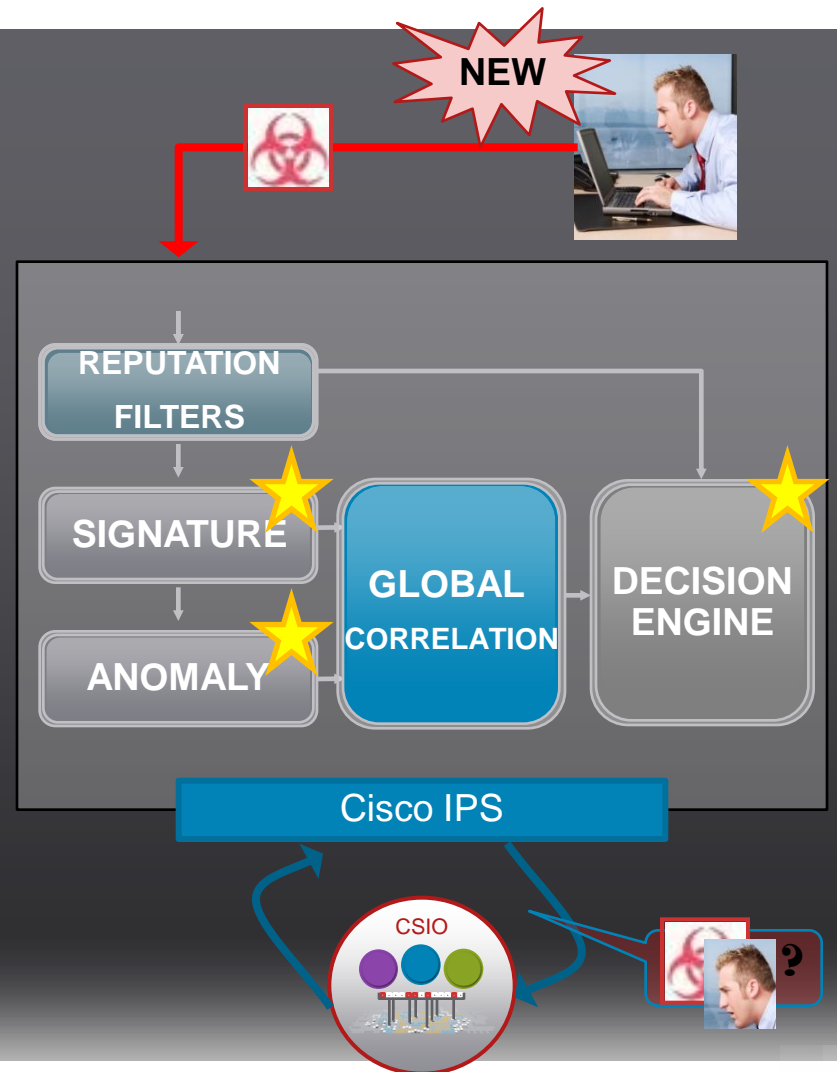 NEW
REPUTATION
FILTERS
SIGNATURE
ANOMALY
GLOBAL
CORRELATION
DECISION
ENGINE
Cisco IPS
CSIO
?